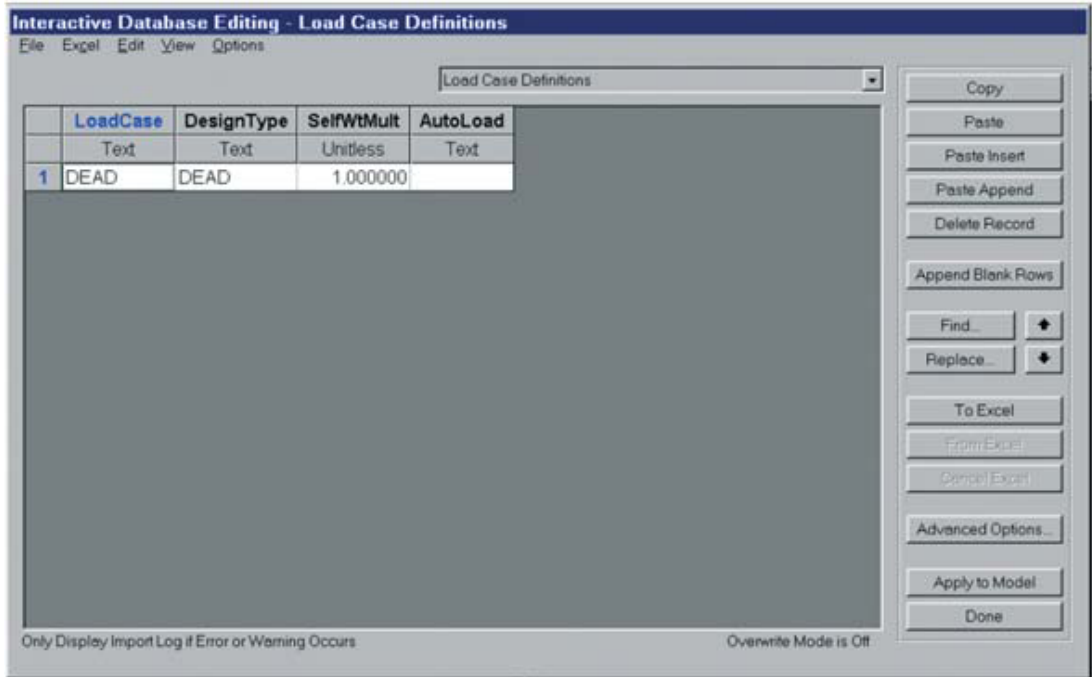 Interactive Database Editing - Load Case Definitions
File Excel Edit View Options
Load Case Definitions
LoadCase DesignType SelfWtMult AutoLoad
Text Text Unitless Text
1 DEAD DEAD 1.000000
Copy
Paste
Paste Insert
Paste Append
Delete Record
Append Blank Rows
Find...
Replace...
To Excel
From Excel
Cancel Excel
Advanced Options...
Apply to Model
Done
Only Display Import Log if Error or Warning Occurs Overwrite Mode is Off